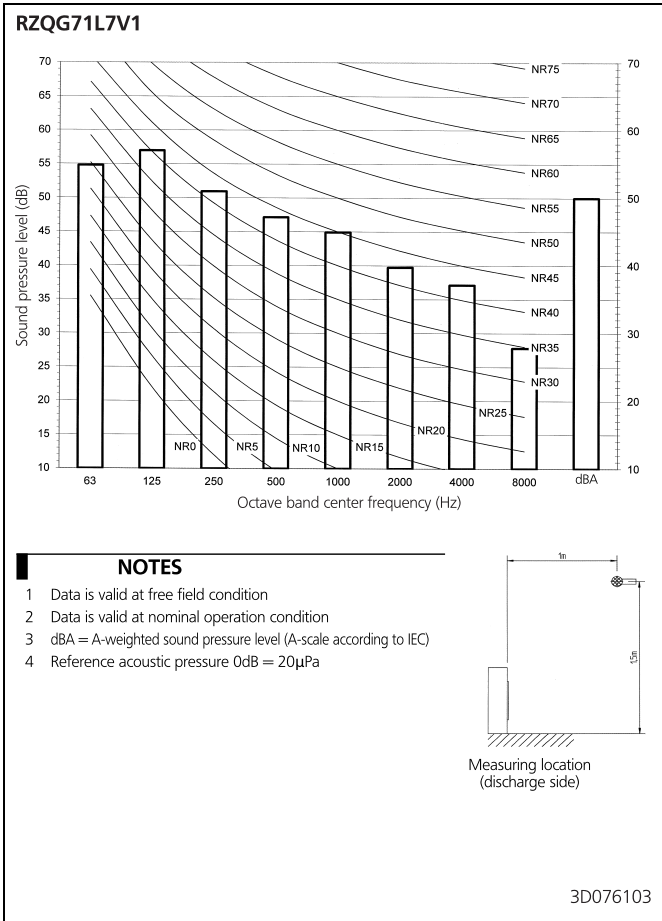 RZQG71L7V1
Sound pressure level (dB)
70
65
60
55
50
45
40
35
30
25
20
15
10
NR75
NR70
NR65
NR60
NR55
NR50
NR45
NR40
NR35
NR30
NR25
NR20
NR15
NR10
NR5
NR0
70
60
50
40
30
20
10
63 125 250 500 1000 2000 4000 8000 dBA
Octave band center frequency (Hz)
NOTES
1 Data is valid at free field condition
2 Data is valid at nominal operation condition
3 dBA = A-weighted sound pressure level (A-scale according to IEC)
4 Reference acoustic pressure 0dB = 20µPa
1m
1,5m
Measuring location
(discharge side)
3D076103